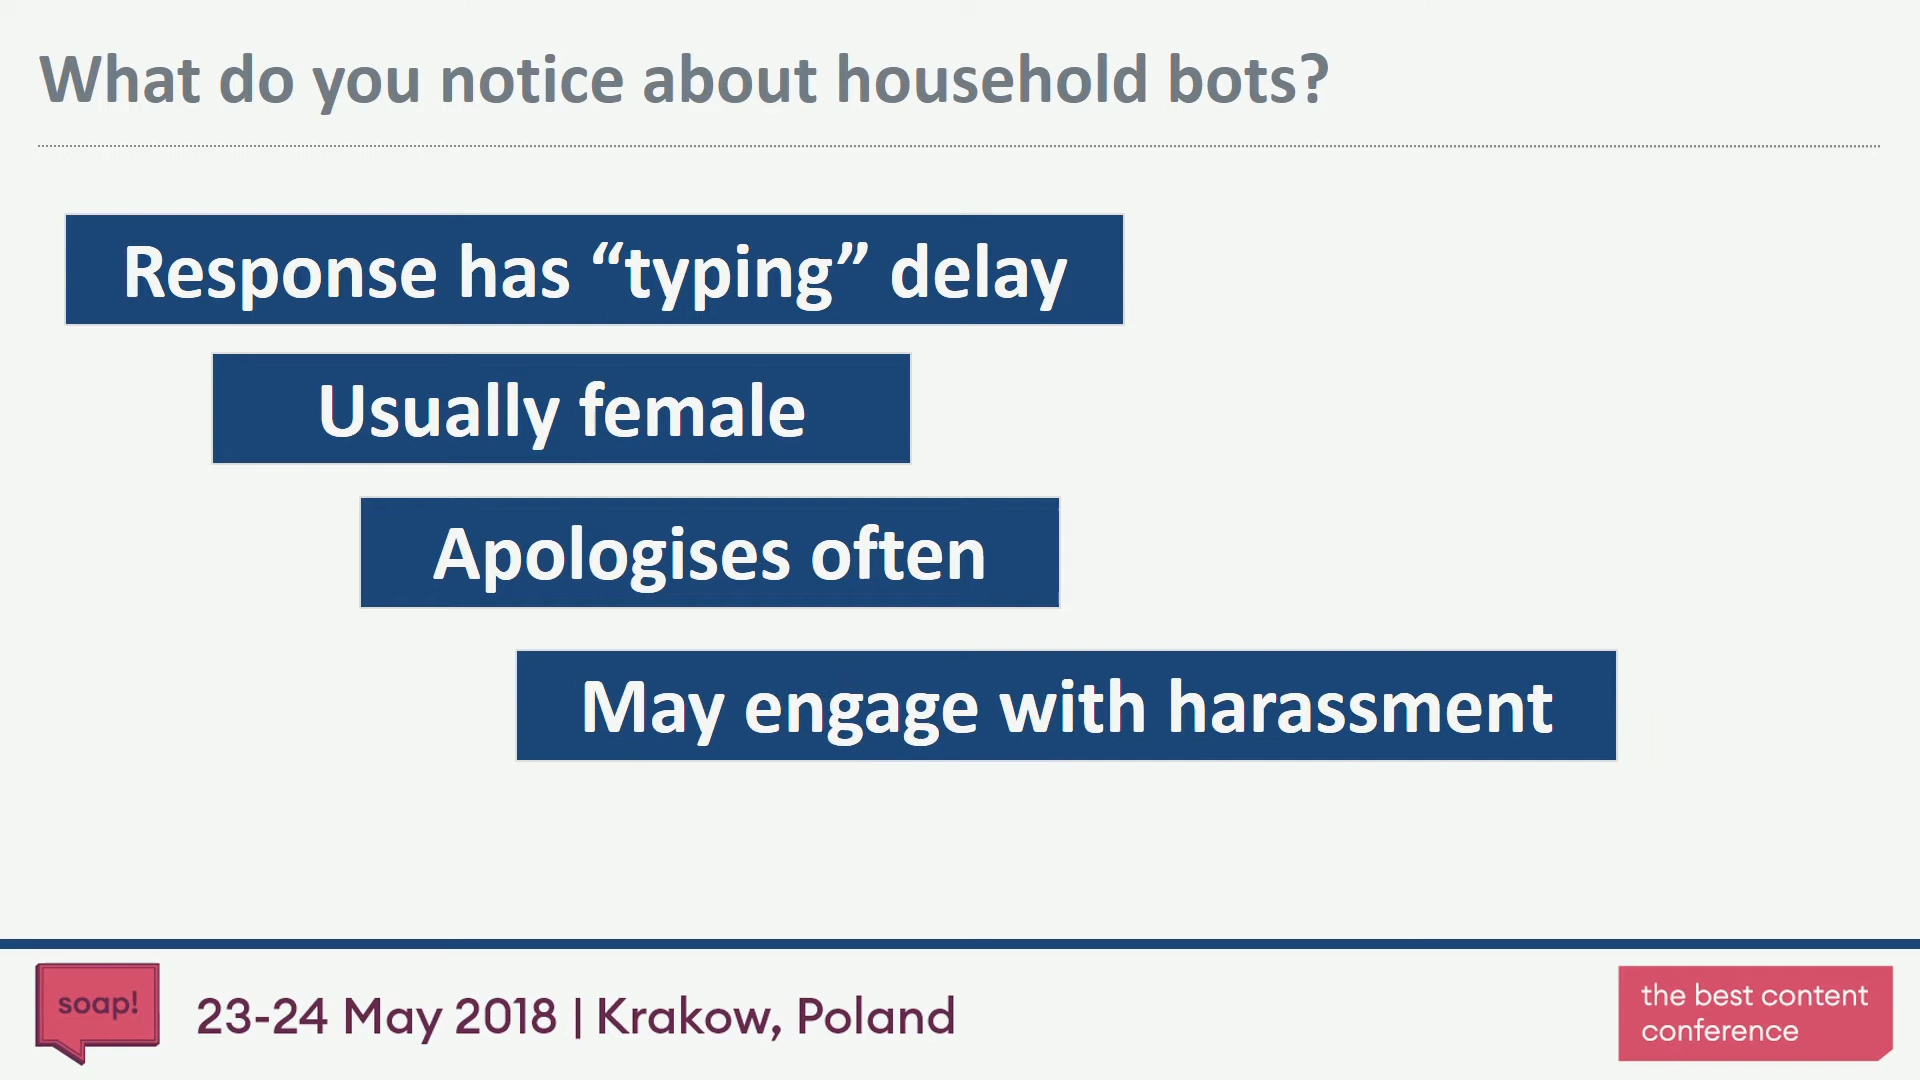 What do you notice about household bots?
Response has “typing” delay
Usually female
Apologises often
May engage with harassment
soap!
23-24 May 2018 | Krakow, Poland
the best content
conference